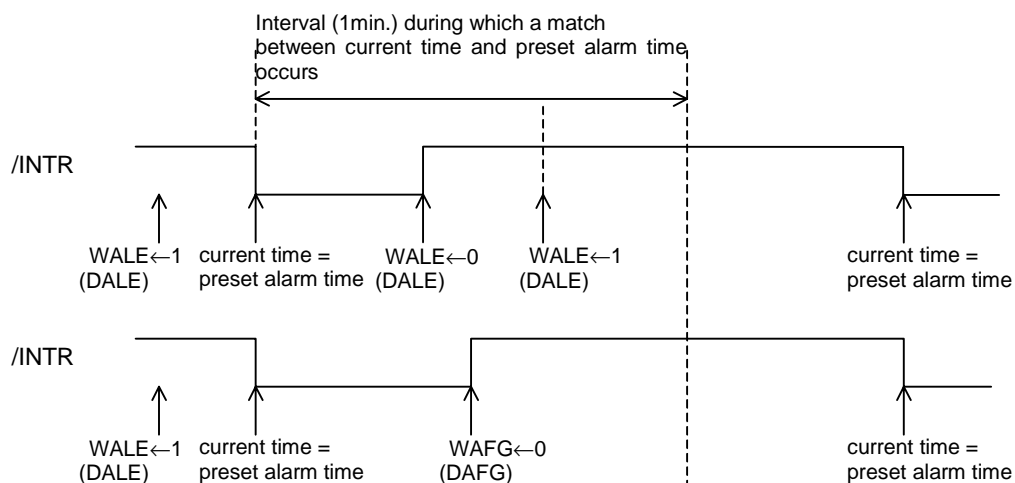 Interval (1min.) during which a match
between current time and preset alarm time
occurs
/INTR
WALE←1 current time = WALE←0 WALE←1 current time =
(DALE) preset alarm time (DALE) (DALE) preset alarm time
/INTR
WALE←1 current time = WAFG←0 current time =
(DALE) preset alarm time (DAFG) preset alarm time